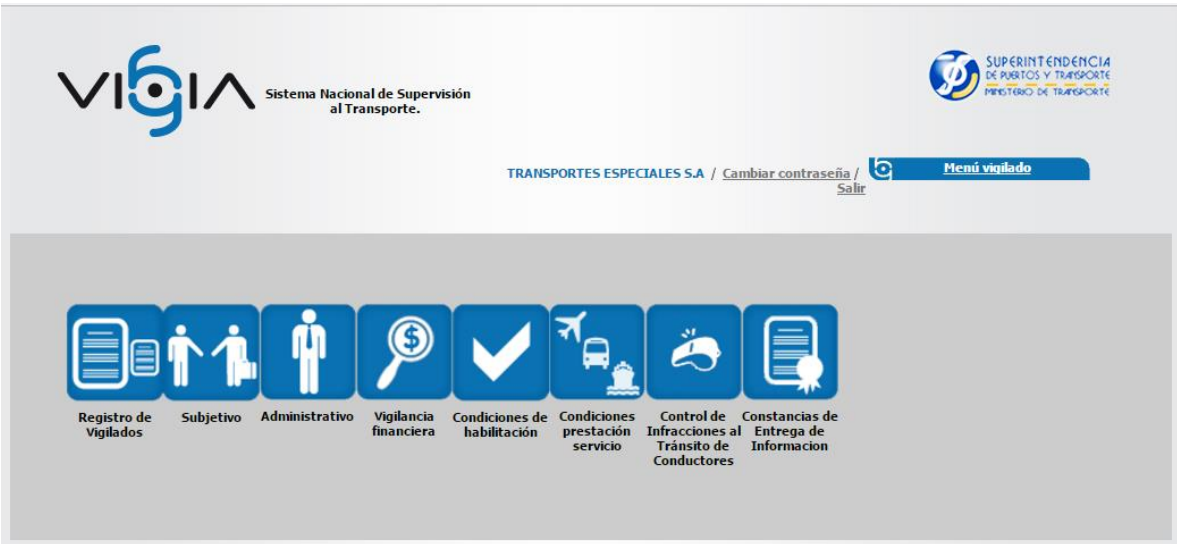 VIGIA
Sistema Nacional de Supervisión
al Transporte.
SUPERINTENDENCIA
DE PUERTOS Y TRANSPORTE
MINISTERIO DE TRANSPORTE
TRANSPORTES ESPECIALES S.A / Cambiar contraseña /
Salir
Menú vigilado
Registro de
Vigilados
Subjetivo
Administrativo
Vigilancia
financiera
Condiciones de
habilitación
Condiciones
prestación
servicio
Control de
Infracciones al
Tránsito de
Conductores
Constancias de
Entrega de
Informacion